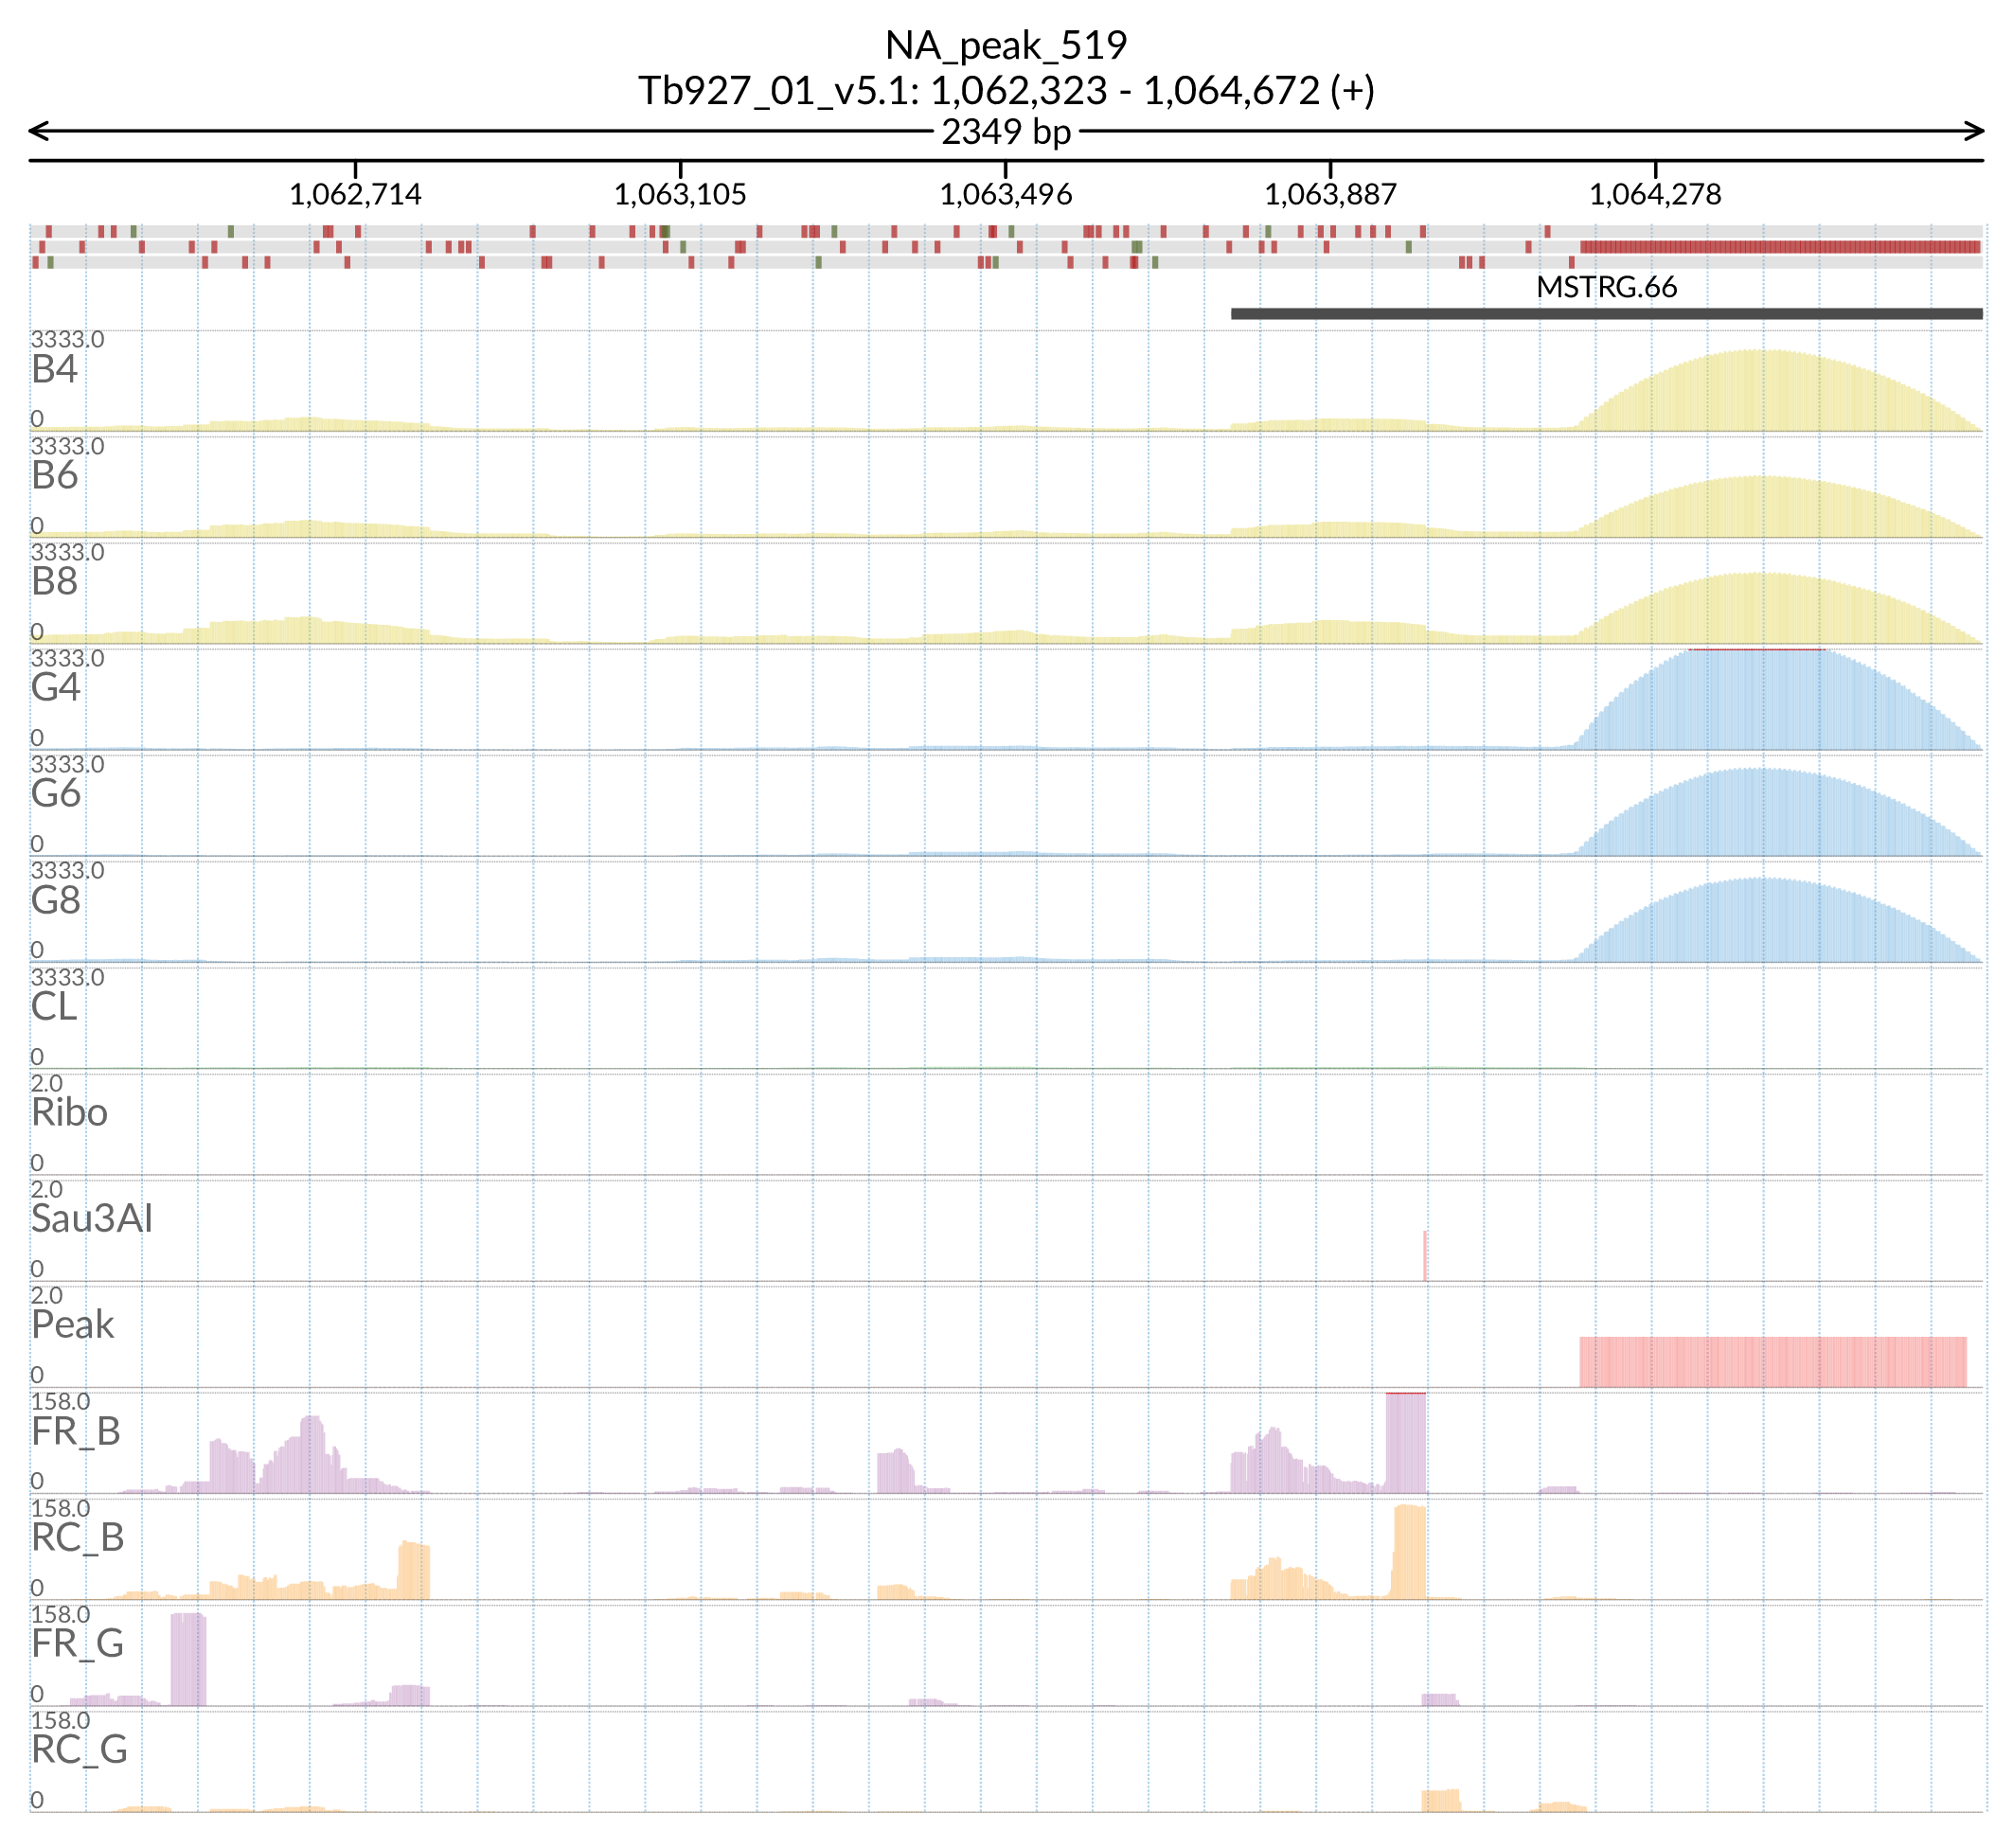 NA_peak_519
Tb927_01_v5.1: 1,062,323 - 1,064,672 (+)
2349 bp
1,062,714 1,063,105 1,063,496 1,063,887 1,064,278
MSTRG.66
3333.0
B4
0
3333.0
B6
0
3333.0
B8
0
3333.0
G4
0
3333.0
G6
0
3333.0
G8
0
3333.0
CL
0
2.0
Ribo
0
2.0
Sau3AI
0
2.0
Peak
0
158.0
FR_B
0
158.0
RC_B
0
158.0
FR_G
0
158.0
RC_G
0